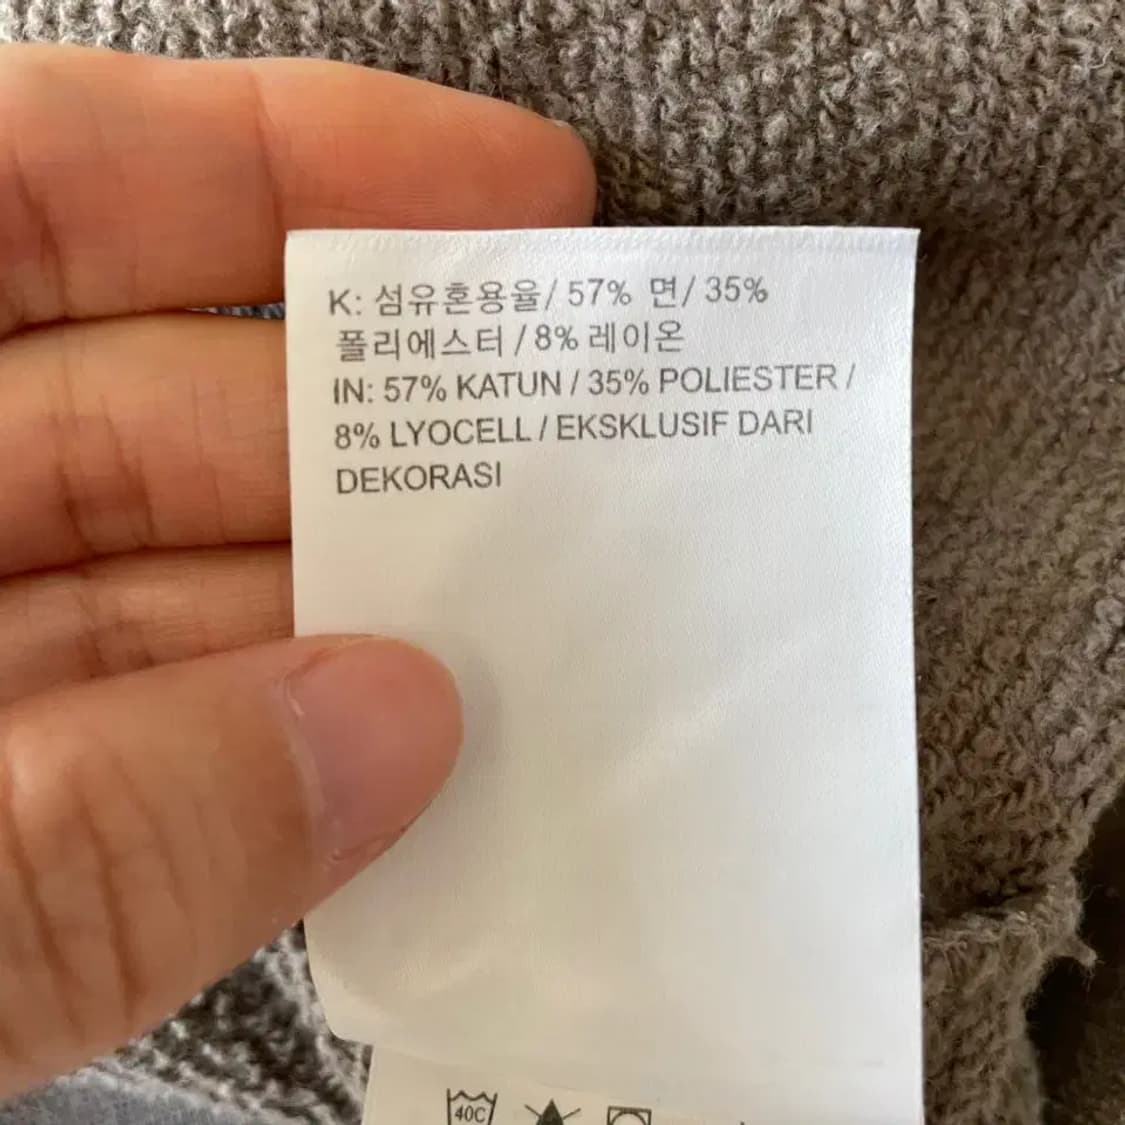 K: 섬유혼용율/ 57% 면/ 35%
폴리에스터 / 8% 레이온
IN: 57% KATUN / 35% POLIESTER /
8% LYOCELL / EKSKLUSIF DARI
DEKORASI
40C